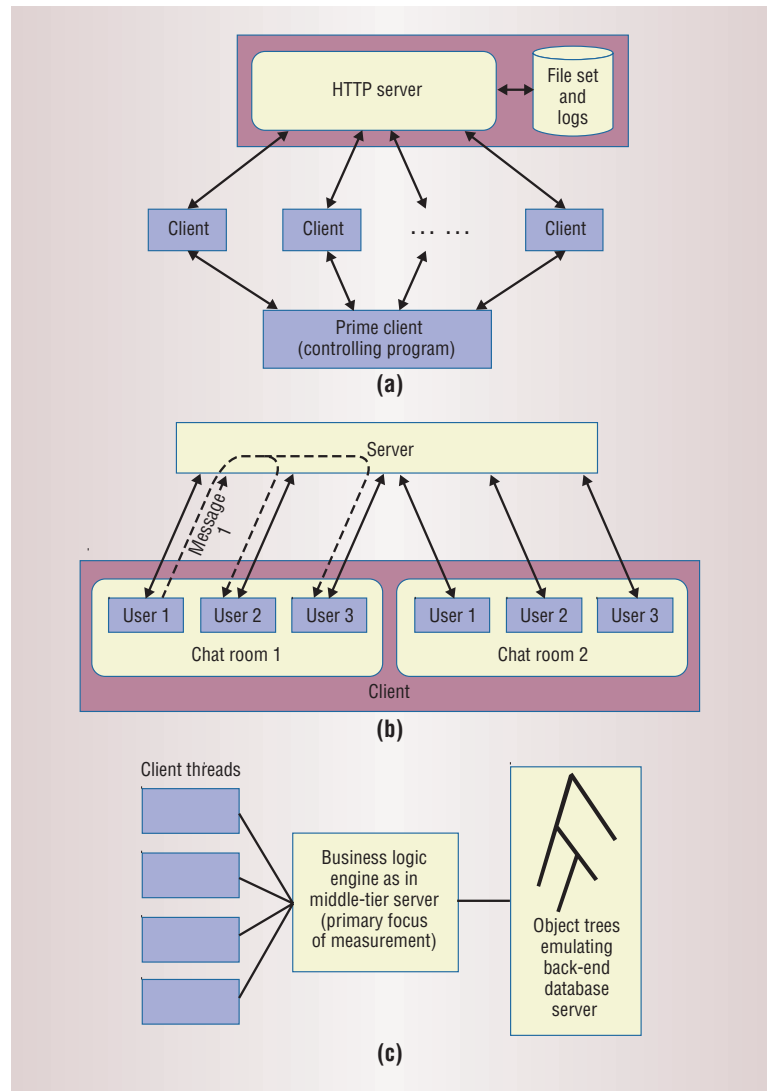 HTTP server
File set
and
logs
Client
Client
... ...
Client
Prime client
(controlling program)
(a)
Server
Message
1
User 1
User 2
User 3
User 1
User 2
User 3
Chat room 1
Chat room 2
Client
(b)
Client threads
Business logic
engine as in
middle-tier server
(primary focus
of measurement)
Object trees
emulating
back-end
database
server
(c)